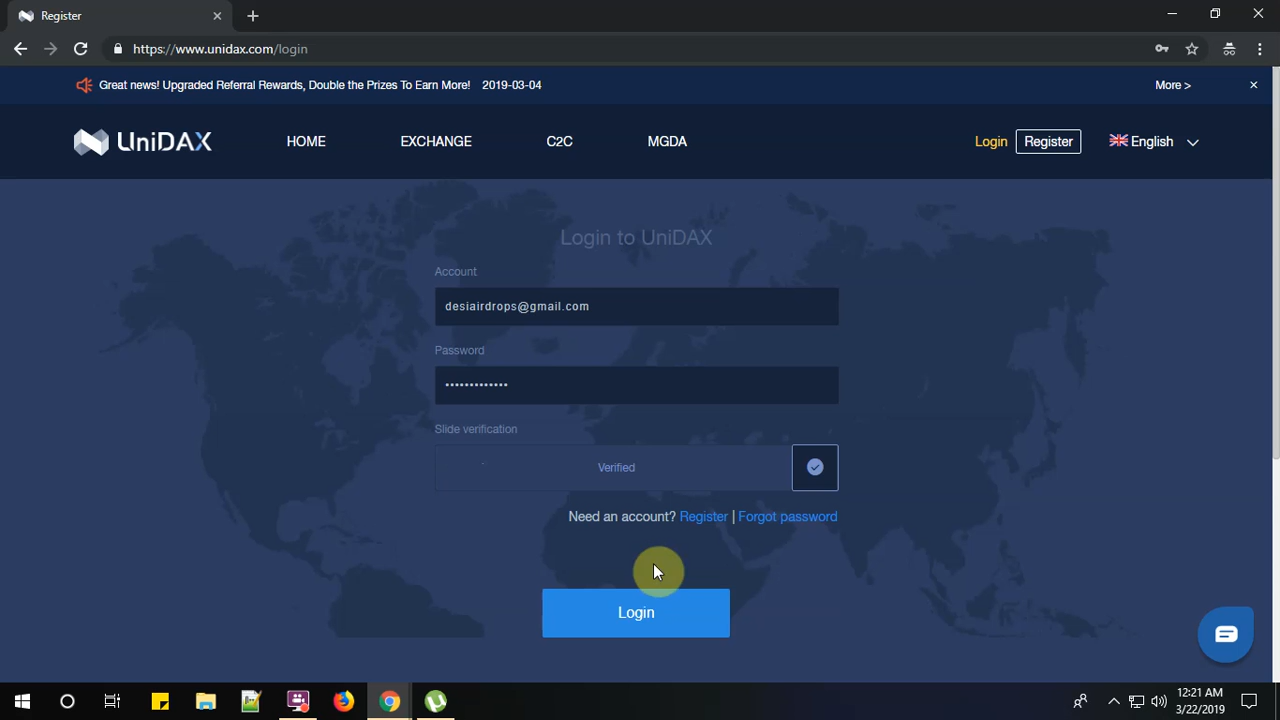 Register
https://www.unidax.com/login
Great news! Upgraded Referral Rewards, Double the Prizes To Earn More! 2019-03-04 More >
UniDAX HOME EXCHANGE C2C MGDA Login Register English
Login to UniDAX
Account
desiairdrops@gmail.com
Password
•••••••••••••
Slide verification
Verified
Need an account? Register | Forgot password
Login
12:21 AM
3/22/2019